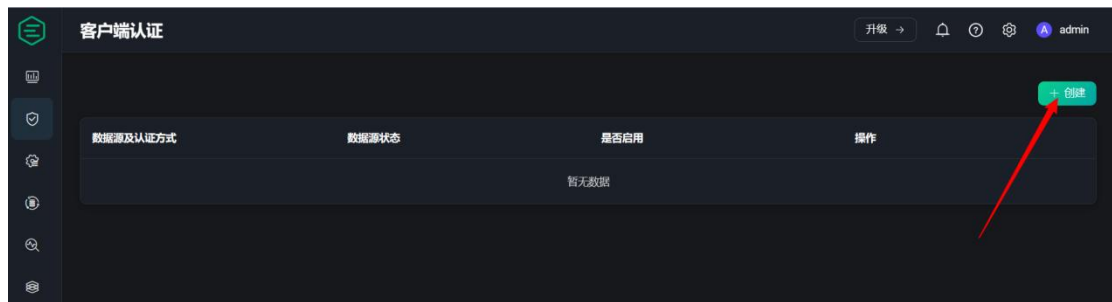 客户端认证
升级 →
A admin
+ 创建
数据源及认证方式 数据源状态 是否启用 操作
暂无数据